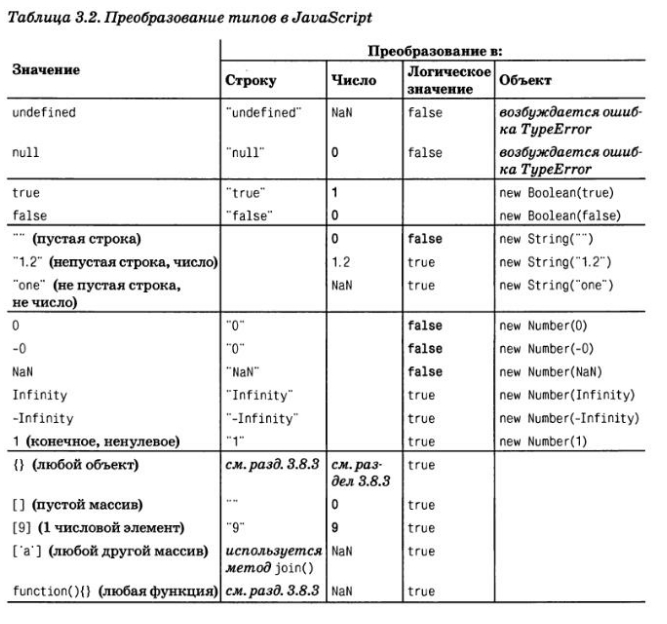 Таблица 3.2. Преобразование типов в JavaScript
Значение Преобразование в:
Строку Число Логическое значение Объект
undefined "undefined" NaN false возбуждается ошиб-
ка TypeError
null "null" 0 false возбуждается ошиб-
ка TypeError
true "true" 1 new Boolean(true)
false "false" 0 new Boolean(false)
"" (пустая строка) 0 false new String("")
"1.2" (непустая строка, число) 1.2 true new String("1.2")
"one" (не пустая строка, NaN true new String("one")
не число)
0 "0" false new Number(0)
-0 "0" false new Number(-0)
NaN "NaN" false new Number(NaN)
Infinity "Infinity" true new Number(Infinity)
-Infinity "-Infinity" true new Number(-Infinity)
1 (конечное, ненулевое) "1" true new Number(1)
{} (любой объект) см. разд. 3.8.3 см. раз- true
дел 3.8.3
[] (пустой массив) "" 0 true
[9] (1 числовой элемент) "9" 9 true
['a'] (любой другой массив) используется NaN true
метод join()
function(){} (любая функция) см. разд. 3.8.3 NaN true